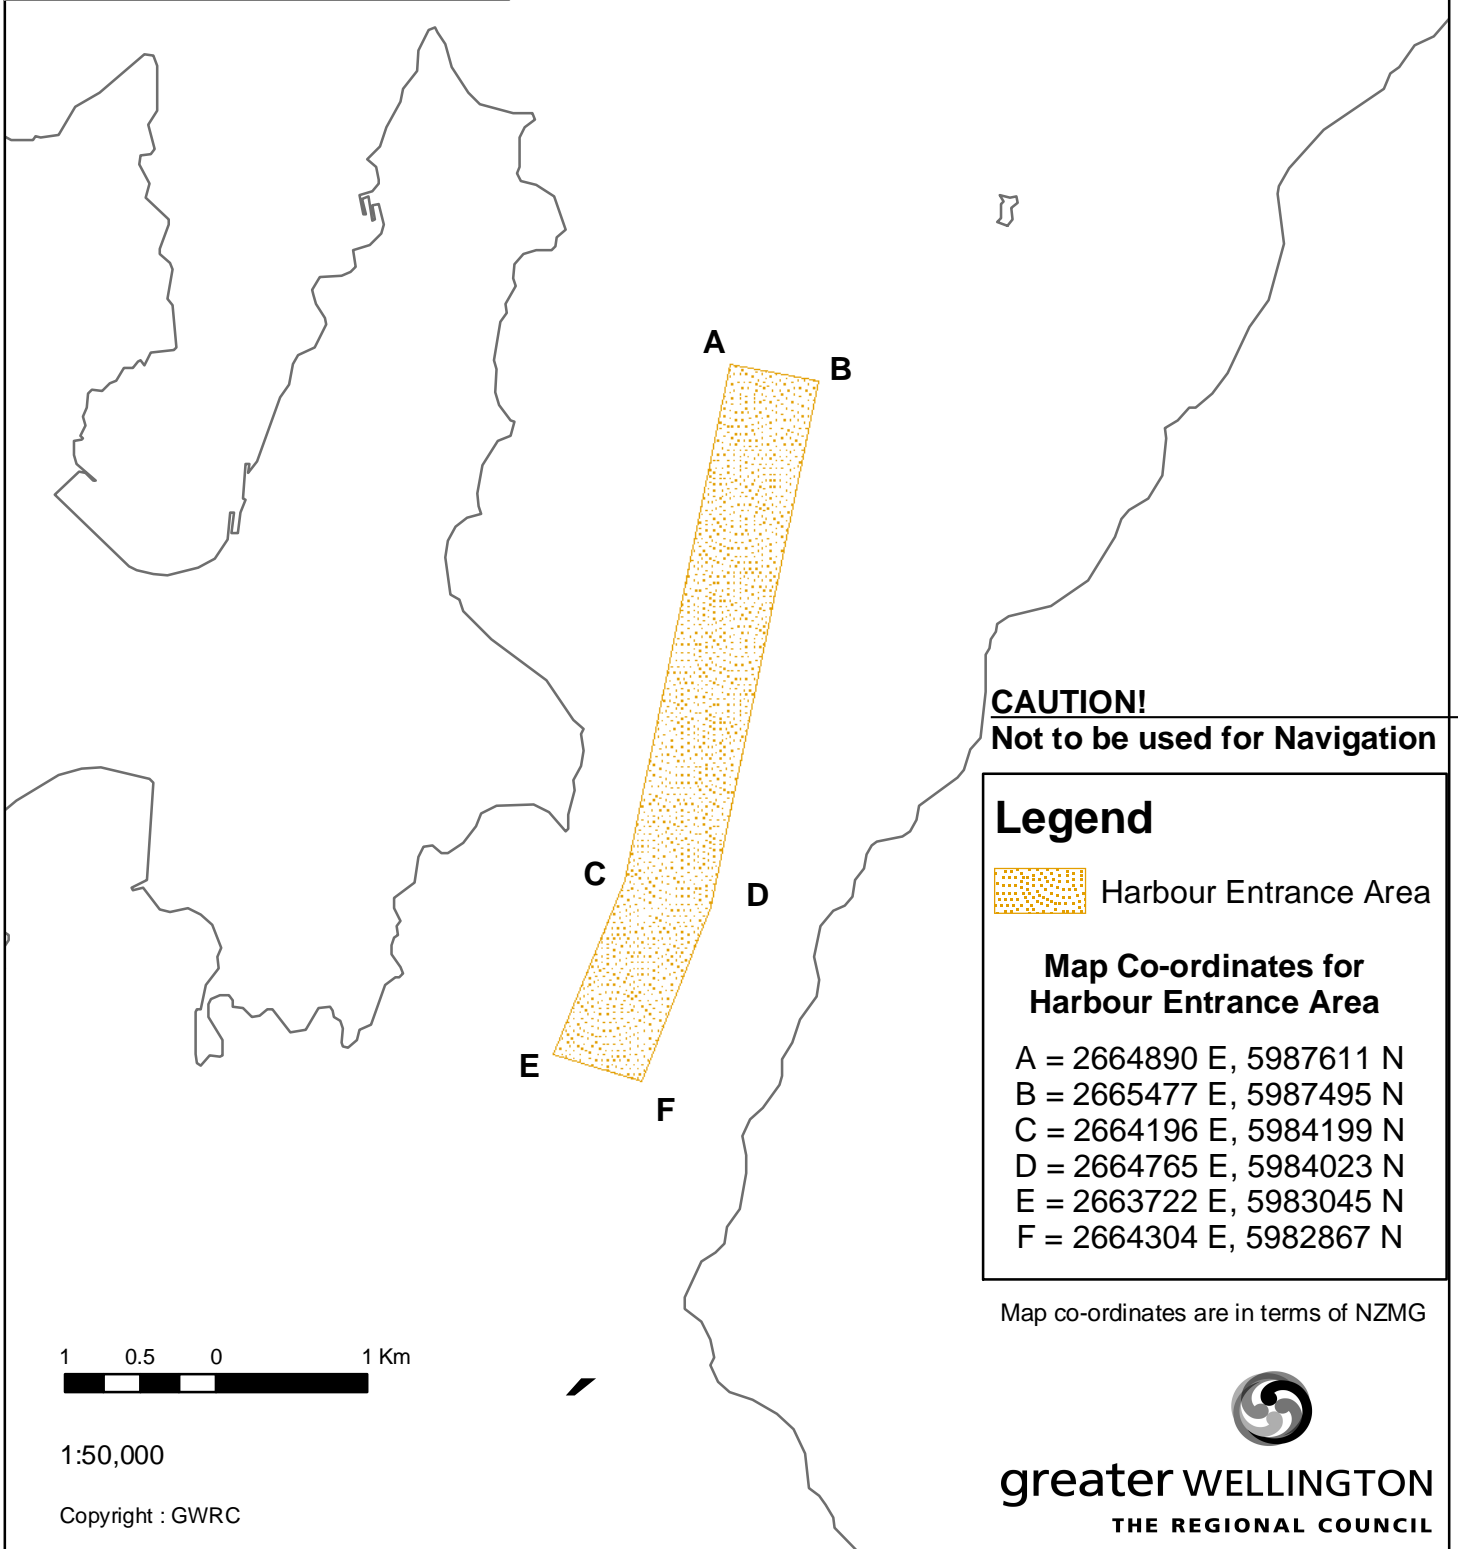 A
B
C
D
E
F
CAUTION!
Not to be used for Navigation
Legend
Harbour Entrance Area
Map Co-ordinates for
Harbour Entrance Area
A = 2664890 E, 5987611 N
B = 2665477 E, 5987495 N
C = 2664196 E, 5984199 N
D = 2664765 E, 5984023 N
E = 2663722 E, 5983045 N
F = 2664304 E, 5982867 N
Map co-ordinates are in terms of NZMG
1 0.5 0 1 Km
1:50,000
Copyright : GWRC
greater WELLINGTON
THE REGIONAL COUNCIL